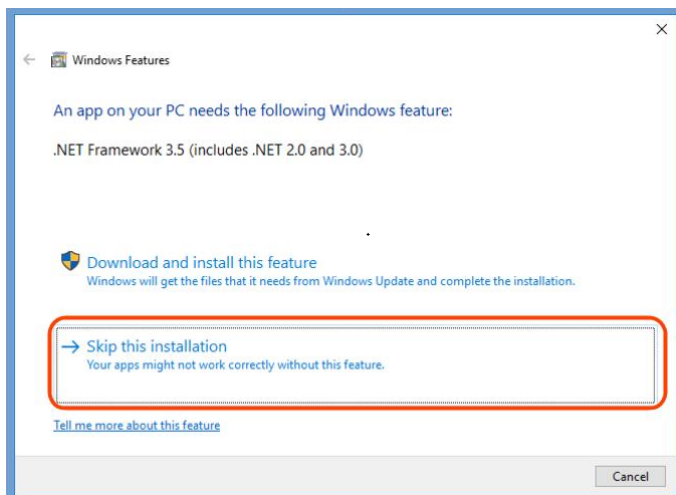 Windows Features
An app on your PC needs the following Windows feature:
.NET Framework 3.5 (includes .NET 2.0 and 3.0)
Download and install this feature
Windows will get the files that it needs from Windows Update and complete the installation.
Skip this installation
Your apps might not work correctly without this feature.
Tell me more about this feature
Cancel